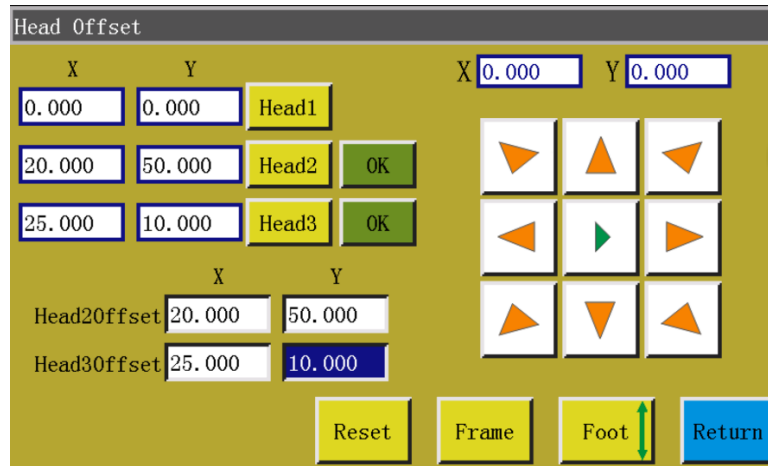 Head Offset
X Y X 0.000 Y 0.000
0.000 0.000 Head1
20.000 50.000 Head2 OK
25.000 10.000 Head3 OK
X Y
Head2Offset 20.000 50.000
Head3Offset 25.000 10.000
Reset Frame Foot Return